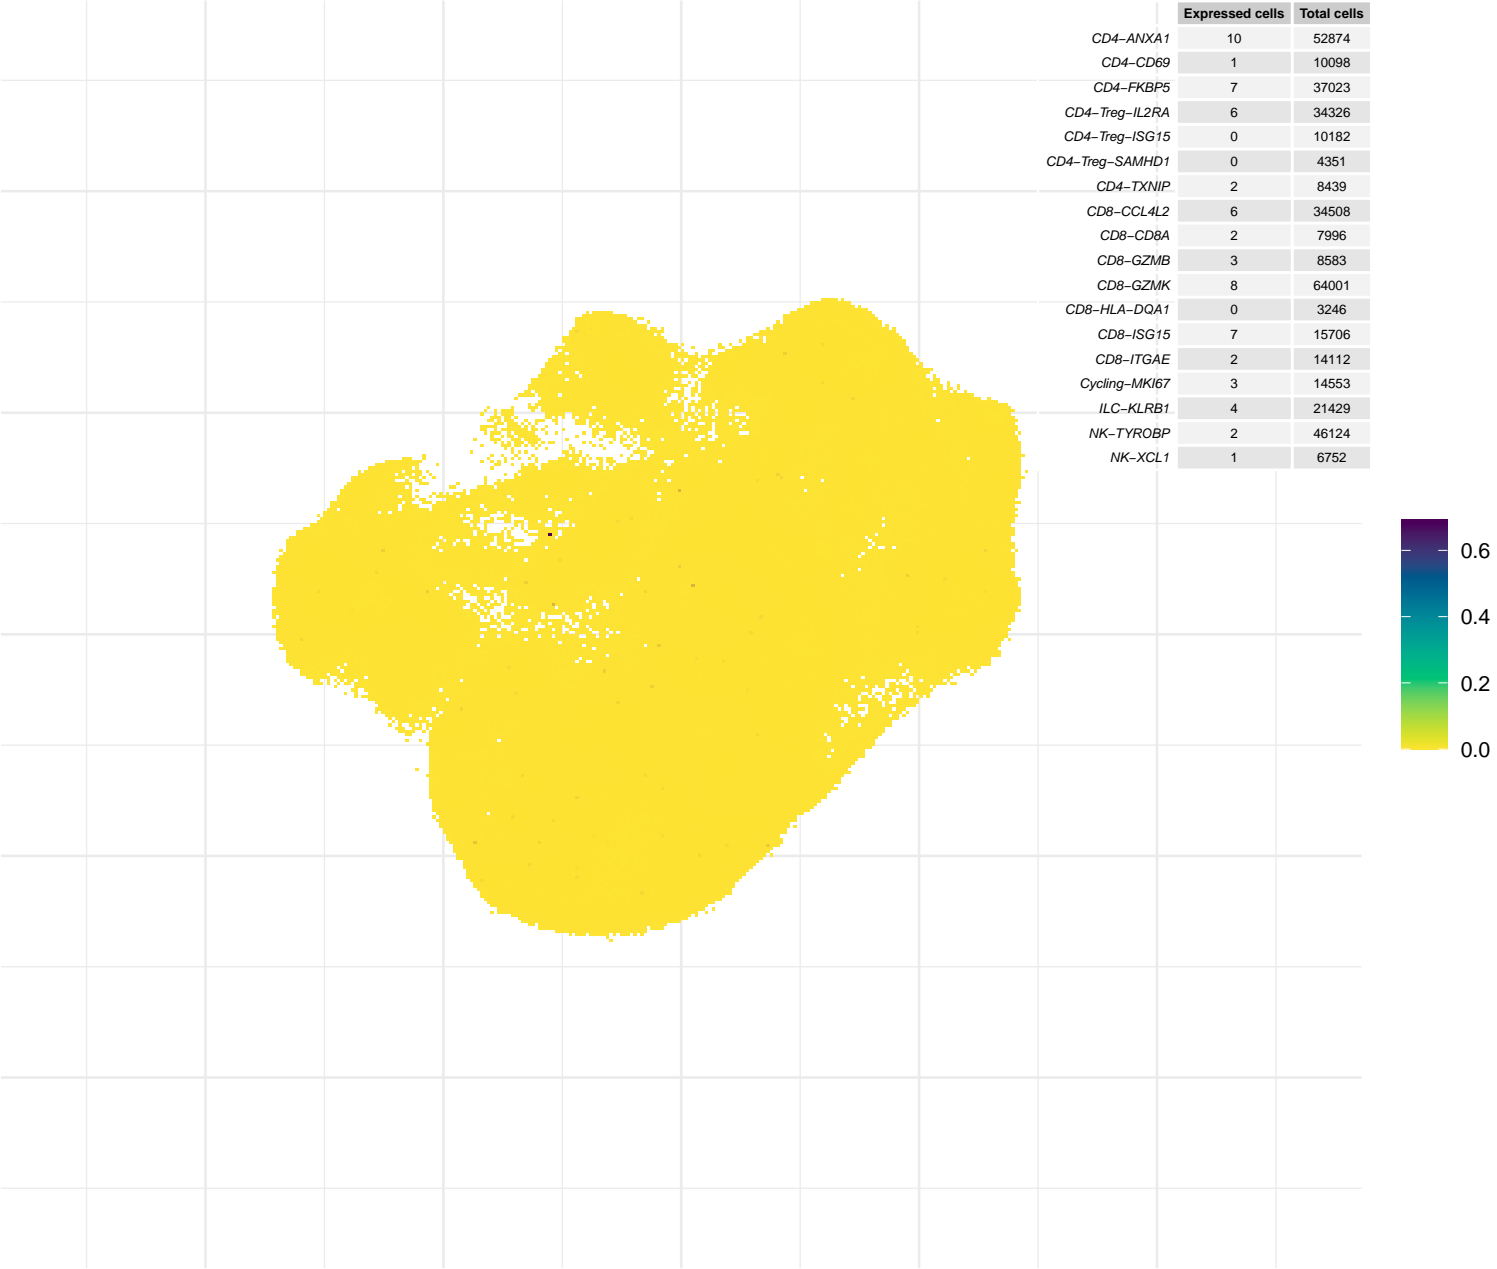 Expressed cells Total cells
CD4−ANXA1 10 52874
CD4−CD69 1 10098
CD4−FKBP5 7 37023
CD4−Treg−IL2RA 6 34326
CD4−Treg−ISG15 0 10182
CD4−Treg−SAMHD1 0 4351
CD4−TXNIP 2 8439
CD8−CCL4L2 6 34508
CD8−CD8A 2 7996
CD8−GZMB 3 8583
CD8−GZMK 8 64001
CD8−HLA−DQA1 0 3246
CD8−ISG15 7 15706
CD8−ITGAE 2 14112
Cycling−MKI67 3 14553
ILC−KLRB1 4 21429
NK−TYROBP 2 46124
NK−XCL1 1 6752
0.6
0.4
0.2
0.0